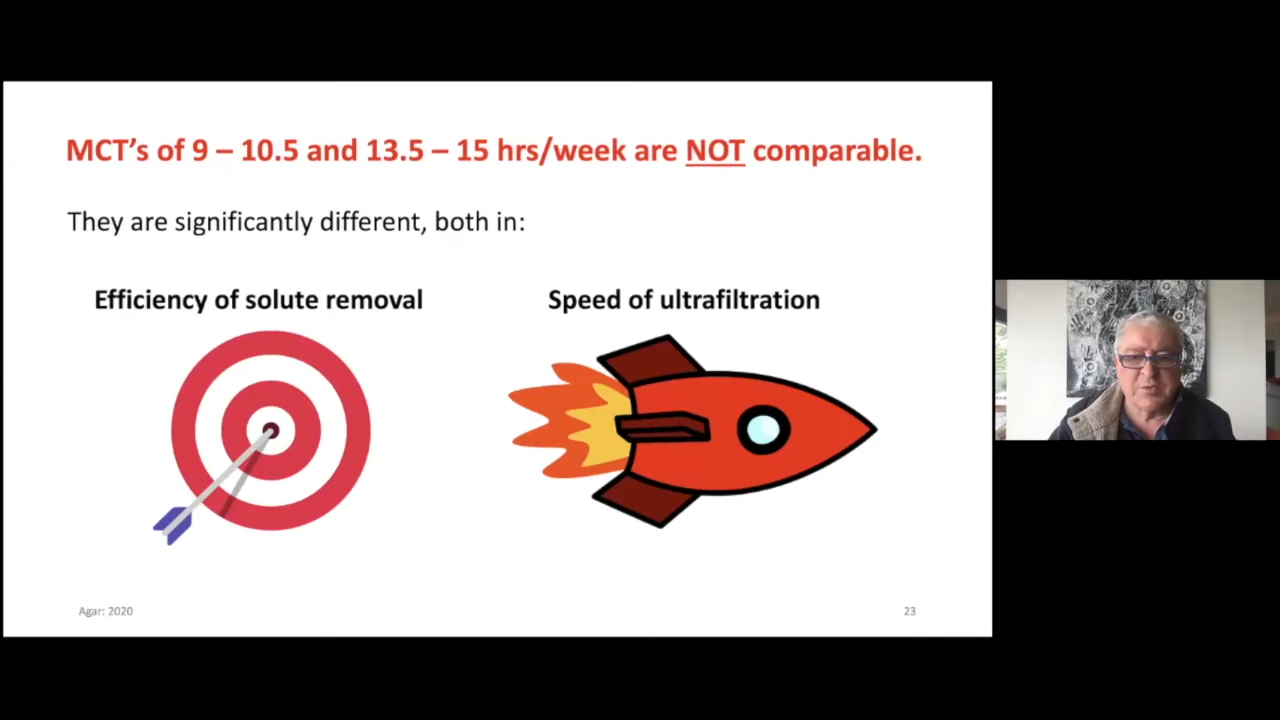 MCT's of 9 – 10.5 and 13.5 – 15 hrs/week are NOT comparable.
They are significantly different, both in:
Efficiency of solute removal
Speed of ultrafiltration
Agar: 2020
23